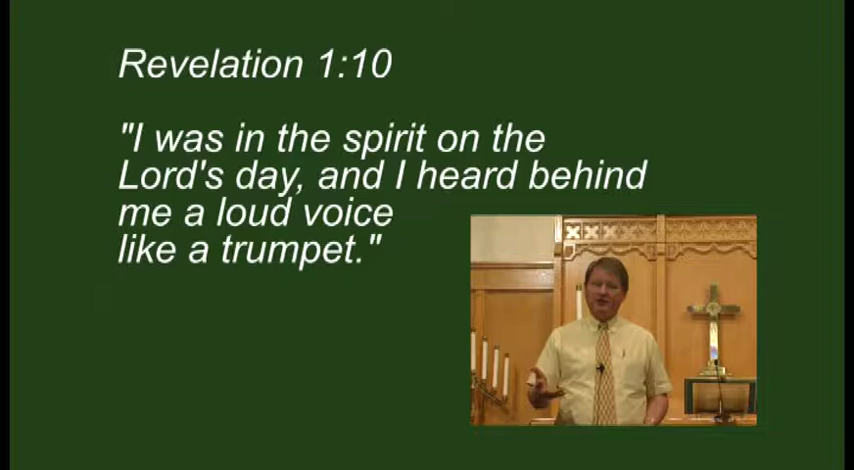 Revelation 1:10
"I was in the spirit on the
Lord's day, and I heard behind
me a loud voice
like a trumpet."